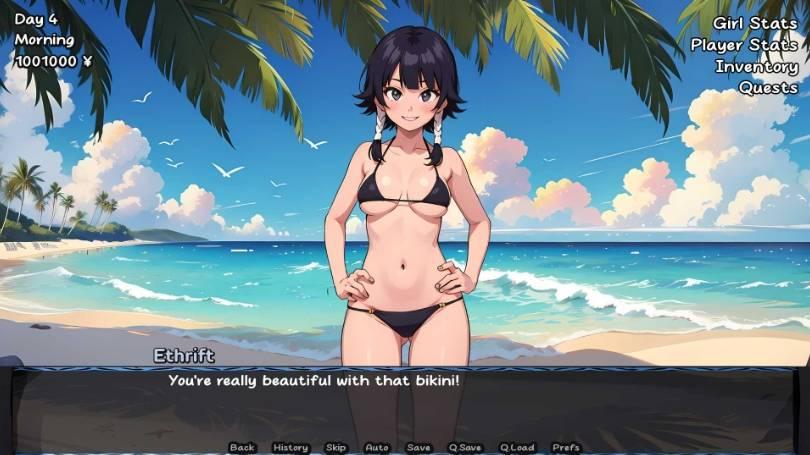 Day 4
Morning
1001000 ¥
Girl Stats
Player Stats
Inventory
Quests
Ethrift
You're really beautiful with that bikini!
Back History Skip Auto Save Q.Save Q.Load Prefs